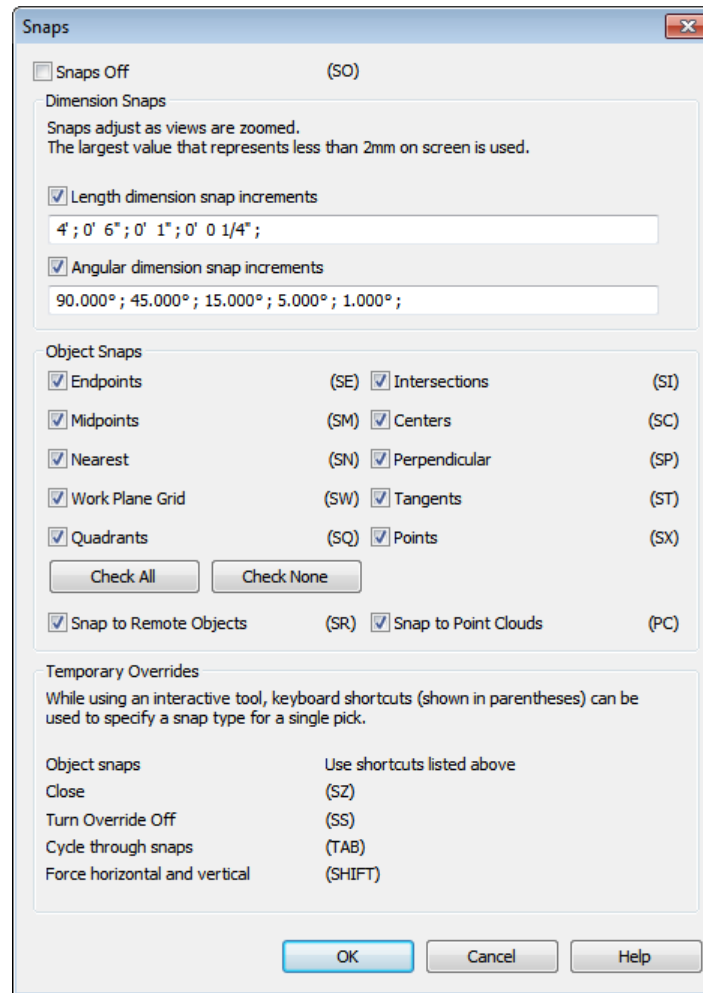 Snaps
Snaps Off (SO)
Dimension Snaps
Snaps adjust as views are zoomed.
The largest value that represents less than 2mm on screen is used.
Length dimension snap increments
4' ; 0' 6" ; 0' 1" ; 0' 0 1/4" ;
Angular dimension snap increments
90.000° ; 45.000° ; 15.000° ; 5.000° ; 1.000° ;
Object Snaps
Endpoints (SE) Intersections (SI)
Midpoints (SM) Centers (SC)
Nearest (SN) Perpendicular (SP)
Work Plane Grid (SW) Tangents (ST)
Quadrants (SQ) Points (SX)
Check All Check None
Snap to Remote Objects (SR) Snap to Point Clouds (PC)
Temporary Overrides
While using an interactive tool, keyboard shortcuts (shown in parentheses) can be
used to specify a snap type for a single pick.
Object snaps Use shortcuts listed above
Close (SZ)
Turn Override Off (SS)
Cycle through snaps (TAB)
Force horizontal and vertical (SHIFT)
OK Cancel Help